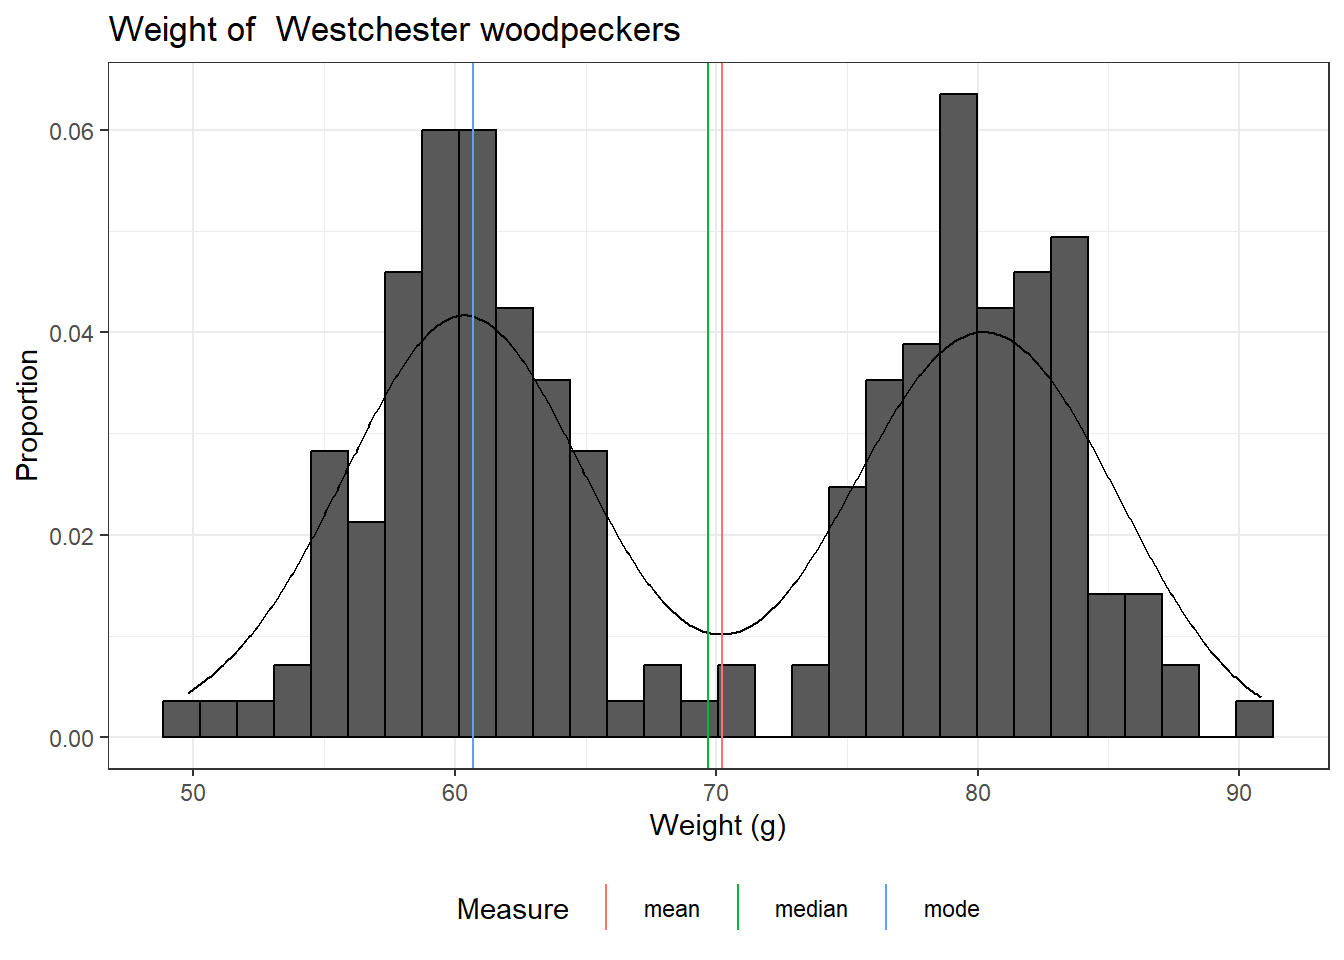 Weight of  Westchester woodpeckers
Proportion
0.06
0.04
0.02
0.00
50 60 70 80 90
Weight (g)
Measure mean median mode